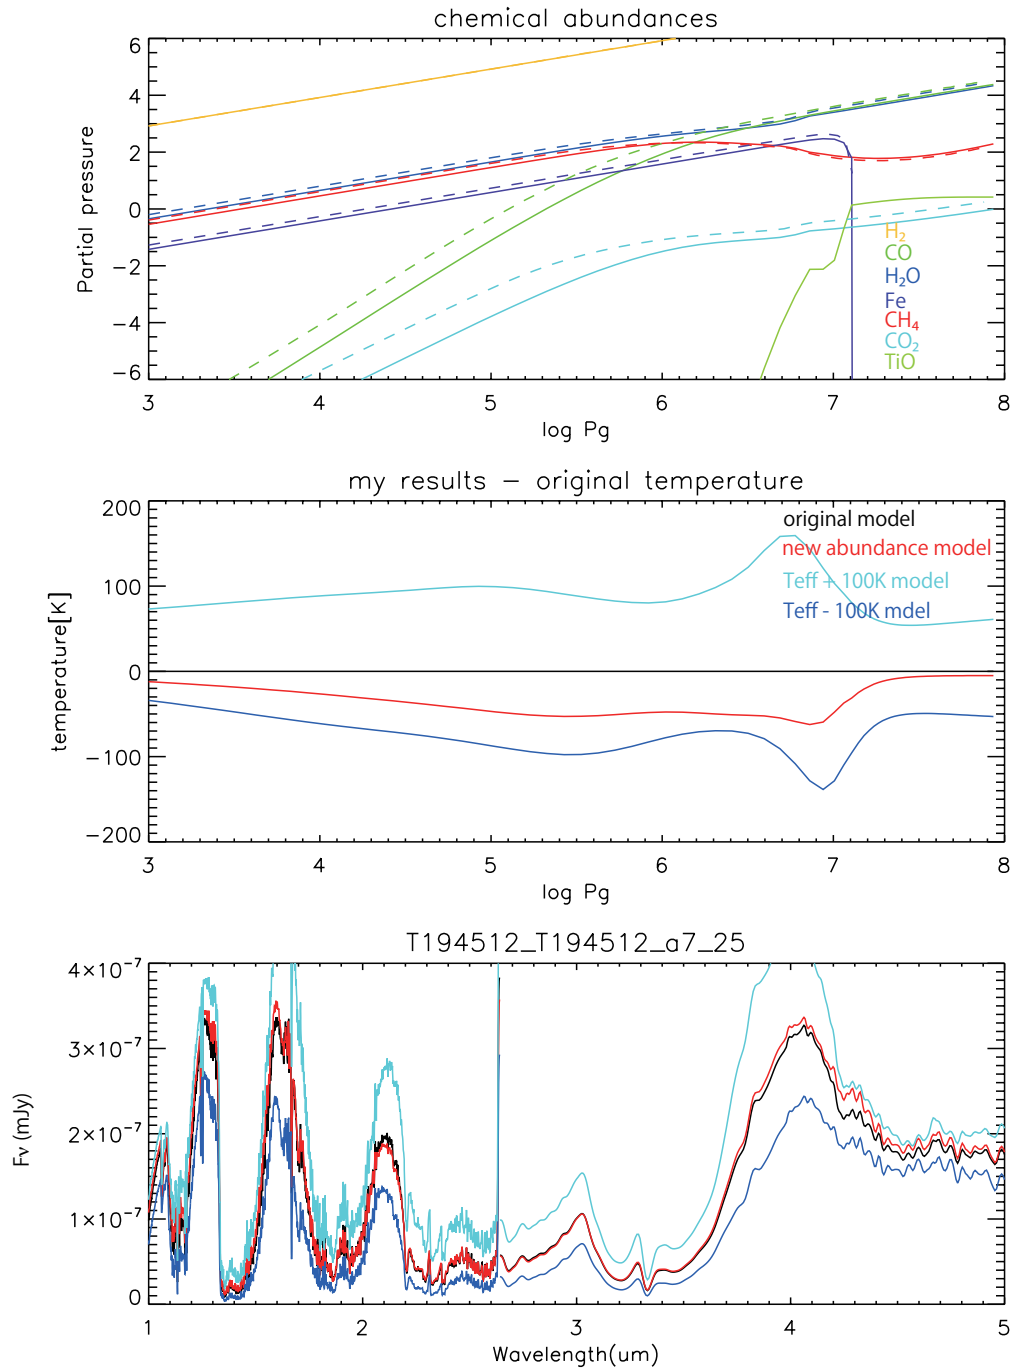 chemical abundances
6
4
2
0
−2
−4
−6
Partial pressure
H₂
CO
H₂O
Fe
CH₄
CO₂
TiO
3 4 5 6 7 8
log Pg
my results − original temperature
200
100
0
−100
−200
temperature[K]
original model
new abundance model
Teff + 100K model
Teff - 100K mdel
3 4 5 6 7 8
log Pg
T194512_T194512_a7_25
4×10⁻⁷
3×10⁻⁷
2×10⁻⁷
1×10⁻⁷
0
Fν (mJy)
1 2 3 4 5
Wavelength(um)